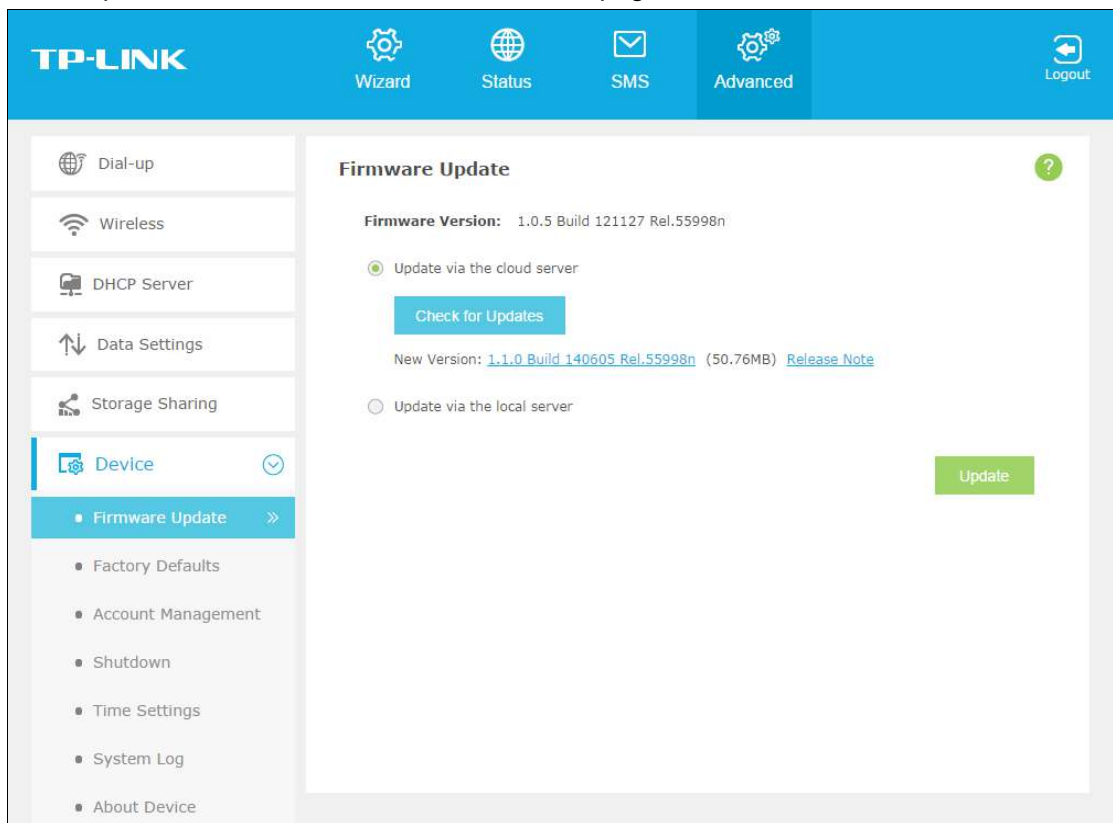 TP-LINK
Wizard
Status
SMS
Advanced
Logout
Dial-up
Wireless
DHCP Server
Data Settings
Storage Sharing
Device
Firmware Update
Factory Defaults
Account Management
Shutdown
Time Settings
System Log
About Device
Firmware Update
?
Firmware Version: 1.0.5 Build 121127 Rel.55998n
Update via the cloud server
Check for Updates
New Version: 1.1.0 Build 140605 Rel.55998n (50.76MB) Release Note
Update via the local server
Update